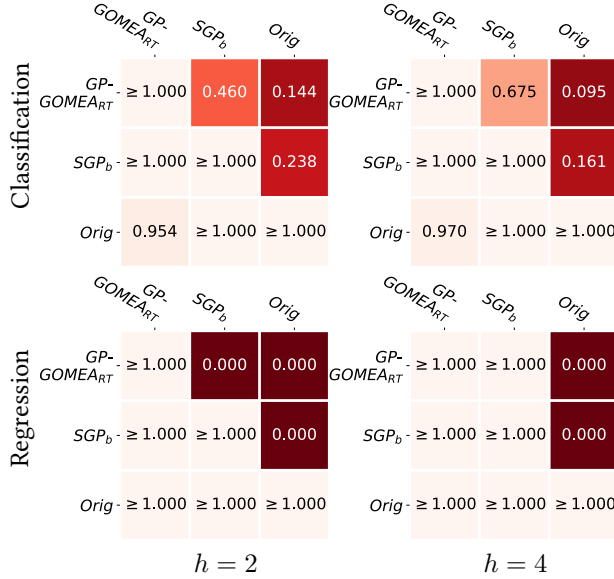 GP-
GOMEA_RT SGP_b Orig
GP-
GOMEA_RT ≥ 1.000 0.460 0.144
SGP_b ≥ 1.000 ≥ 1.000 0.238
Orig 0.954 ≥ 1.000 ≥ 1.000
Classification
GP-
GOMEA_RT SGP_b Orig
GP-
GOMEA_RT ≥ 1.000 0.675 0.095
SGP_b ≥ 1.000 ≥ 1.000 0.161
Orig 0.970 ≥ 1.000 ≥ 1.000
GP-
GOMEA_RT SGP_b Orig
GP-
GOMEA_RT ≥ 1.000 0.000 0.000
SGP_b ≥ 1.000 ≥ 1.000 0.000
Orig ≥ 1.000 ≥ 1.000 ≥ 1.000
Regression
h = 2
GP-
GOMEA_RT SGP_b Orig
GP-
GOMEA_RT ≥ 1.000 ≥ 1.000 0.000
SGP_b ≥ 1.000 ≥ 1.000 0.000
Orig ≥ 1.000 ≥ 1.000 ≥ 1.000
h = 4